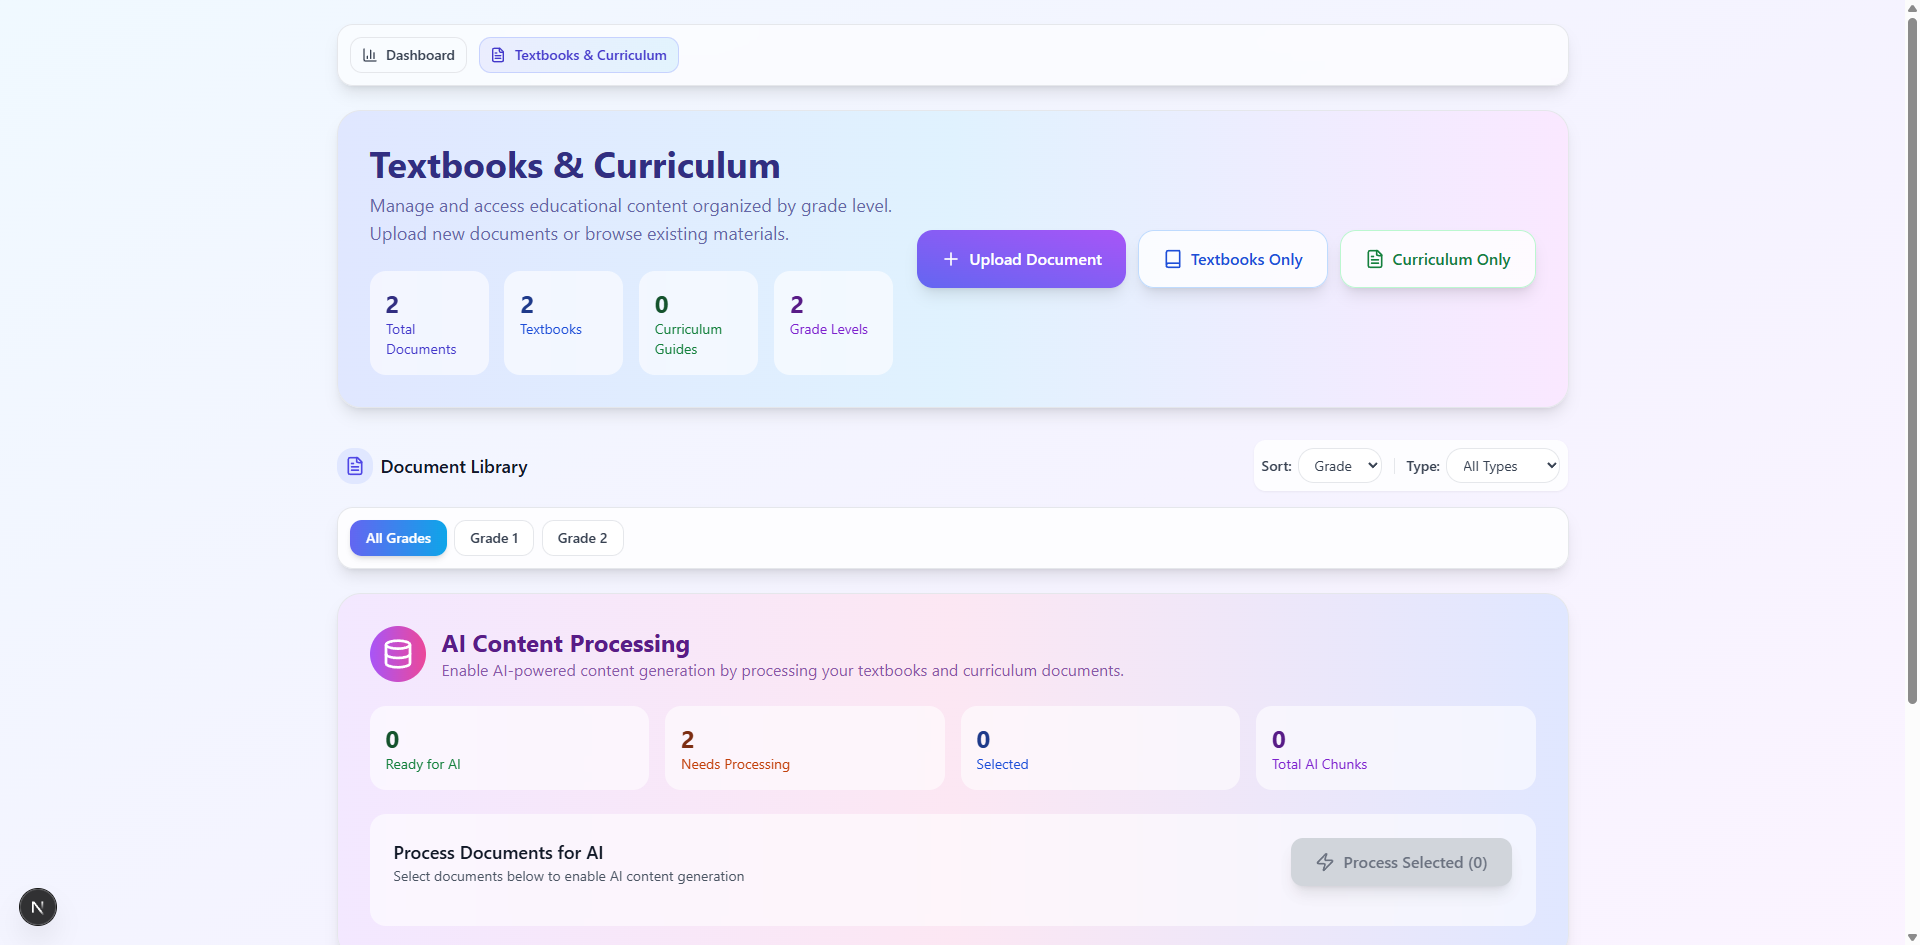 Dashboard
Textbooks & Curriculum
Textbooks & Curriculum
Manage and access educational content organized by grade level.
Upload new documents or browse existing materials.
Upload Document
Textbooks Only
Curriculum Only
2
Total
Documents
2
Textbooks
0
Curriculum
Guides
2
Grade Levels
Document Library
Sort:
Grade
Type:
All Types
All Grades
Grade 1
Grade 2
AI Content Processing
Enable AI-powered content generation by processing your textbooks and curriculum documents.
0
Ready for AI
2
Needs Processing
0
Selected
0
Total AI Chunks
Process Documents for AI
Select documents below to enable AI content generation
Process Selected (0)
N